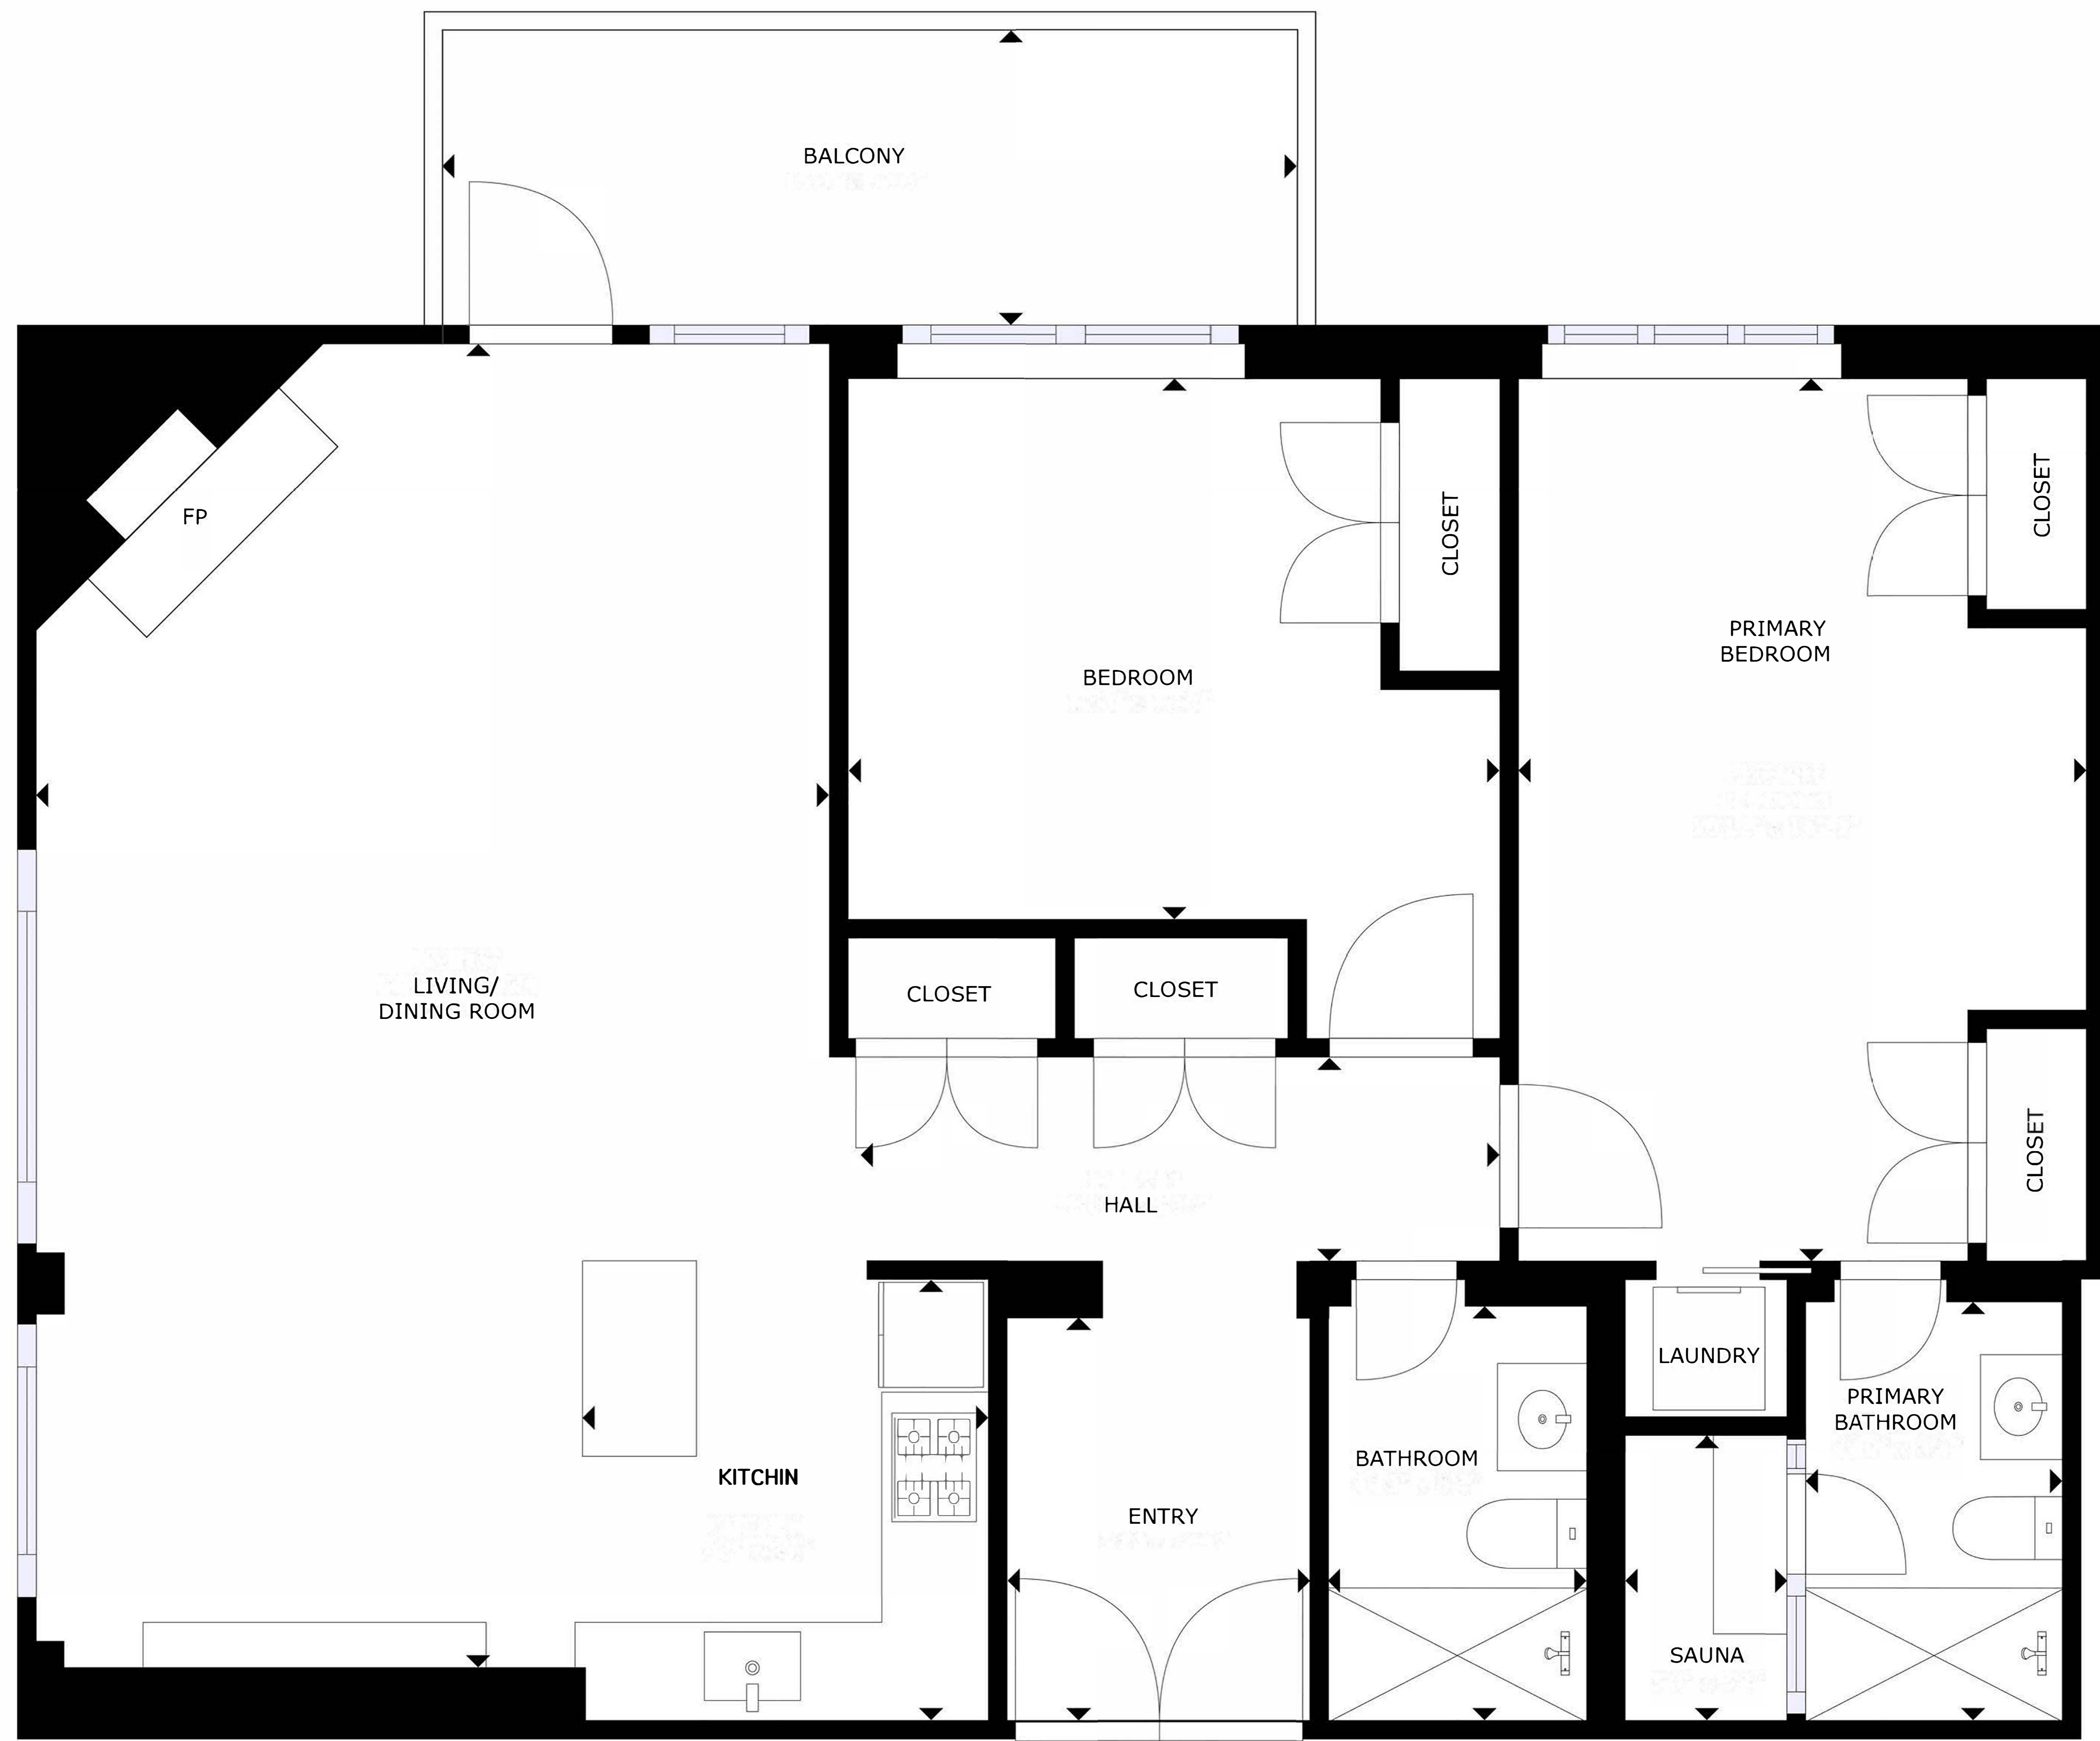 BALCONY
FP
CLOSET
CLOSET
PRIMARY
BEDROOM
BEDROOM
LIVING/
DINING ROOM
CLOSET
CLOSET
CLOSET
HALL
LAUNDRY
PRIMARY
BATHROOM
BATHROOM
KITCHIN
ENTRY
SAUNA